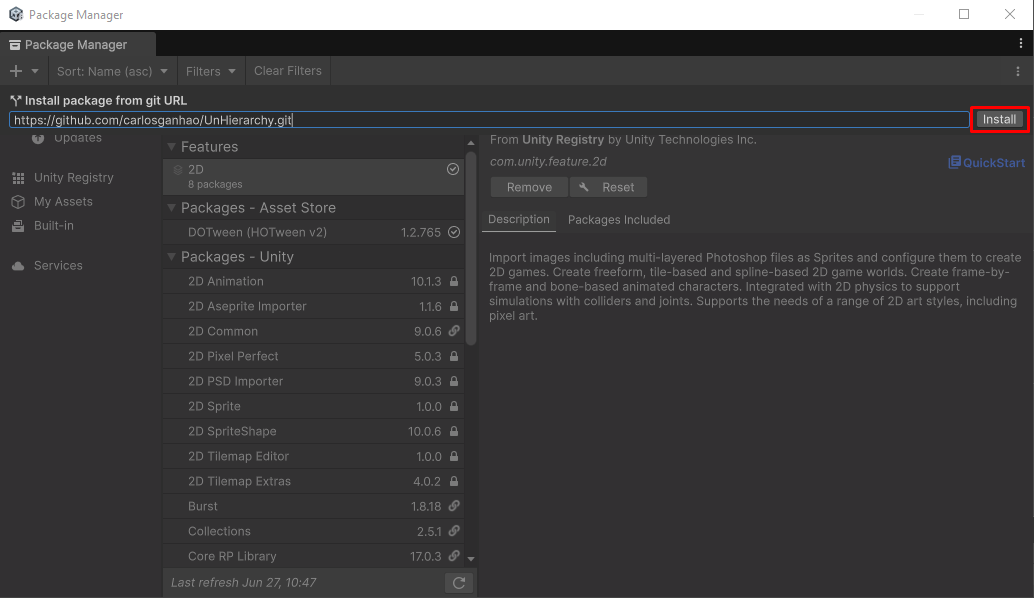 Package Manager
Package Manager
Sort: Name (asc)
Filters
Clear Filters
Install package from git URL
https://github.com/carlosganhao/UnHierarchy.git
Install
Updates
Unity Registry
My Assets
Built-in
Services
Features
2D
8 packages
Packages - Asset Store
DOTween (HOTween v2) 1.2.765
Packages - Unity
2D Animation 10.1.3
2D Aseprite Importer 1.1.6
2D Common 9.0.6
2D Pixel Perfect 5.0.3
2D PSD Importer 9.0.3
2D Sprite 1.0.0
2D SpriteShape 10.0.6
2D Tilemap Editor 1.0.0
2D Tilemap Extras 4.0.2
Burst 1.8.18
Collections 2.5.1
Core RP Library 17.0.3
Last refresh Jun 27, 10:47
From Unity Registry by Unity Technologies Inc.
com.unity.feature.2d
QuickStart
Remove
Reset
Description
Packages Included
Import images including multi-layered Photoshop files as Sprites and configure them to create
2D games. Create freeform, tile-based and spline-based 2D game worlds. Create frame-by-
frame and bone-based animated characters. Integrated with 2D physics to support
simulations with colliders and joints. Supports the needs of a range of 2D art styles, including
pixel art.